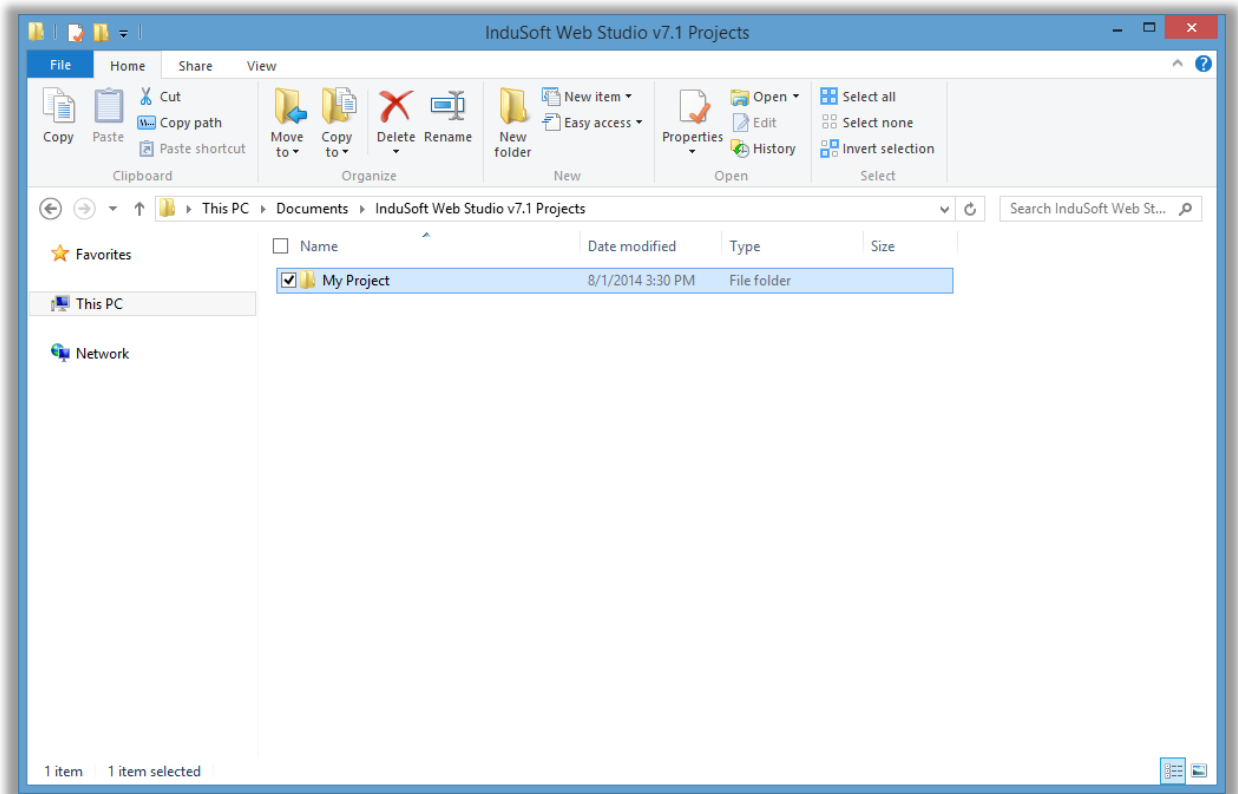 InduSoft Web Studio v7.1 Projects
File Home Share View
Copy
Paste
Cut
Copy path
Paste shortcut
Clipboard
Move to
Copy to
Delete
Rename
Organize
New folder
New item
Easy access
New
Properties
Open
Edit
History
Open
Select all
Select none
Invert selection
Select
This PC Documents InduSoft Web Studio v7.1 Projects
Search InduSoft Web St...
Favorites
This PC
Network
Name Date modified Type Size
My Project 8/1/2014 3:30 PM File folder
1 item 1 item selected